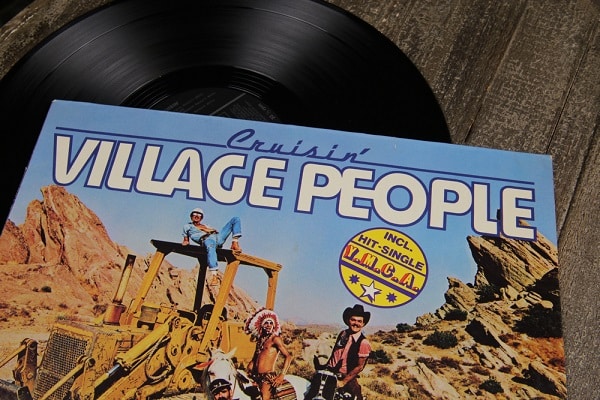 Cruisin'
VILLAGE PEOPLE
INCL.
HIT-SINGLE
Y.M.C.A.